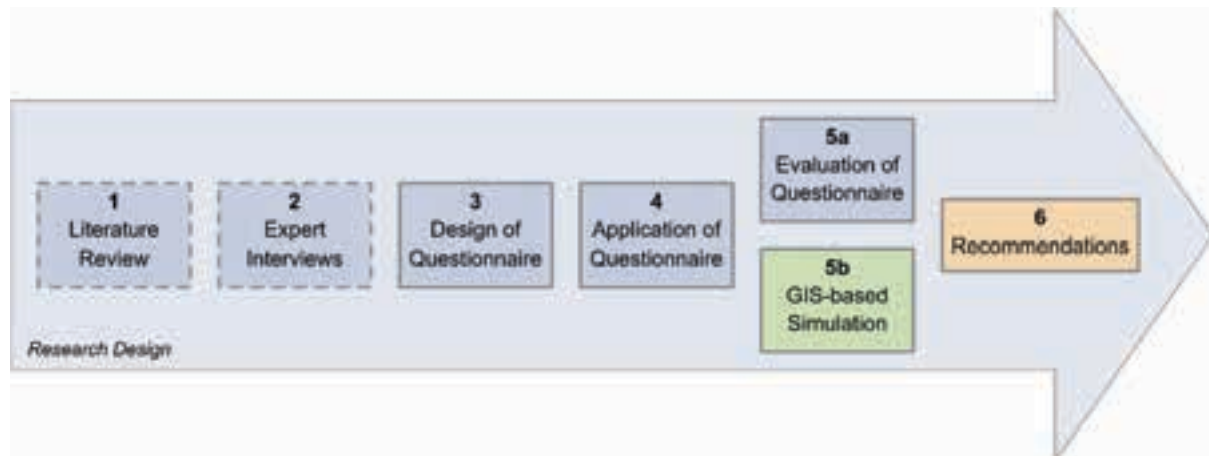 1
Literature
Review
2
Expert
Interviews
3
Design of
Questionnaire
4
Application of
Questionnaire
5a
Evaluation of
Questionnaire
5b
GIS-based
Simulation
6
Recommendations
Research Design